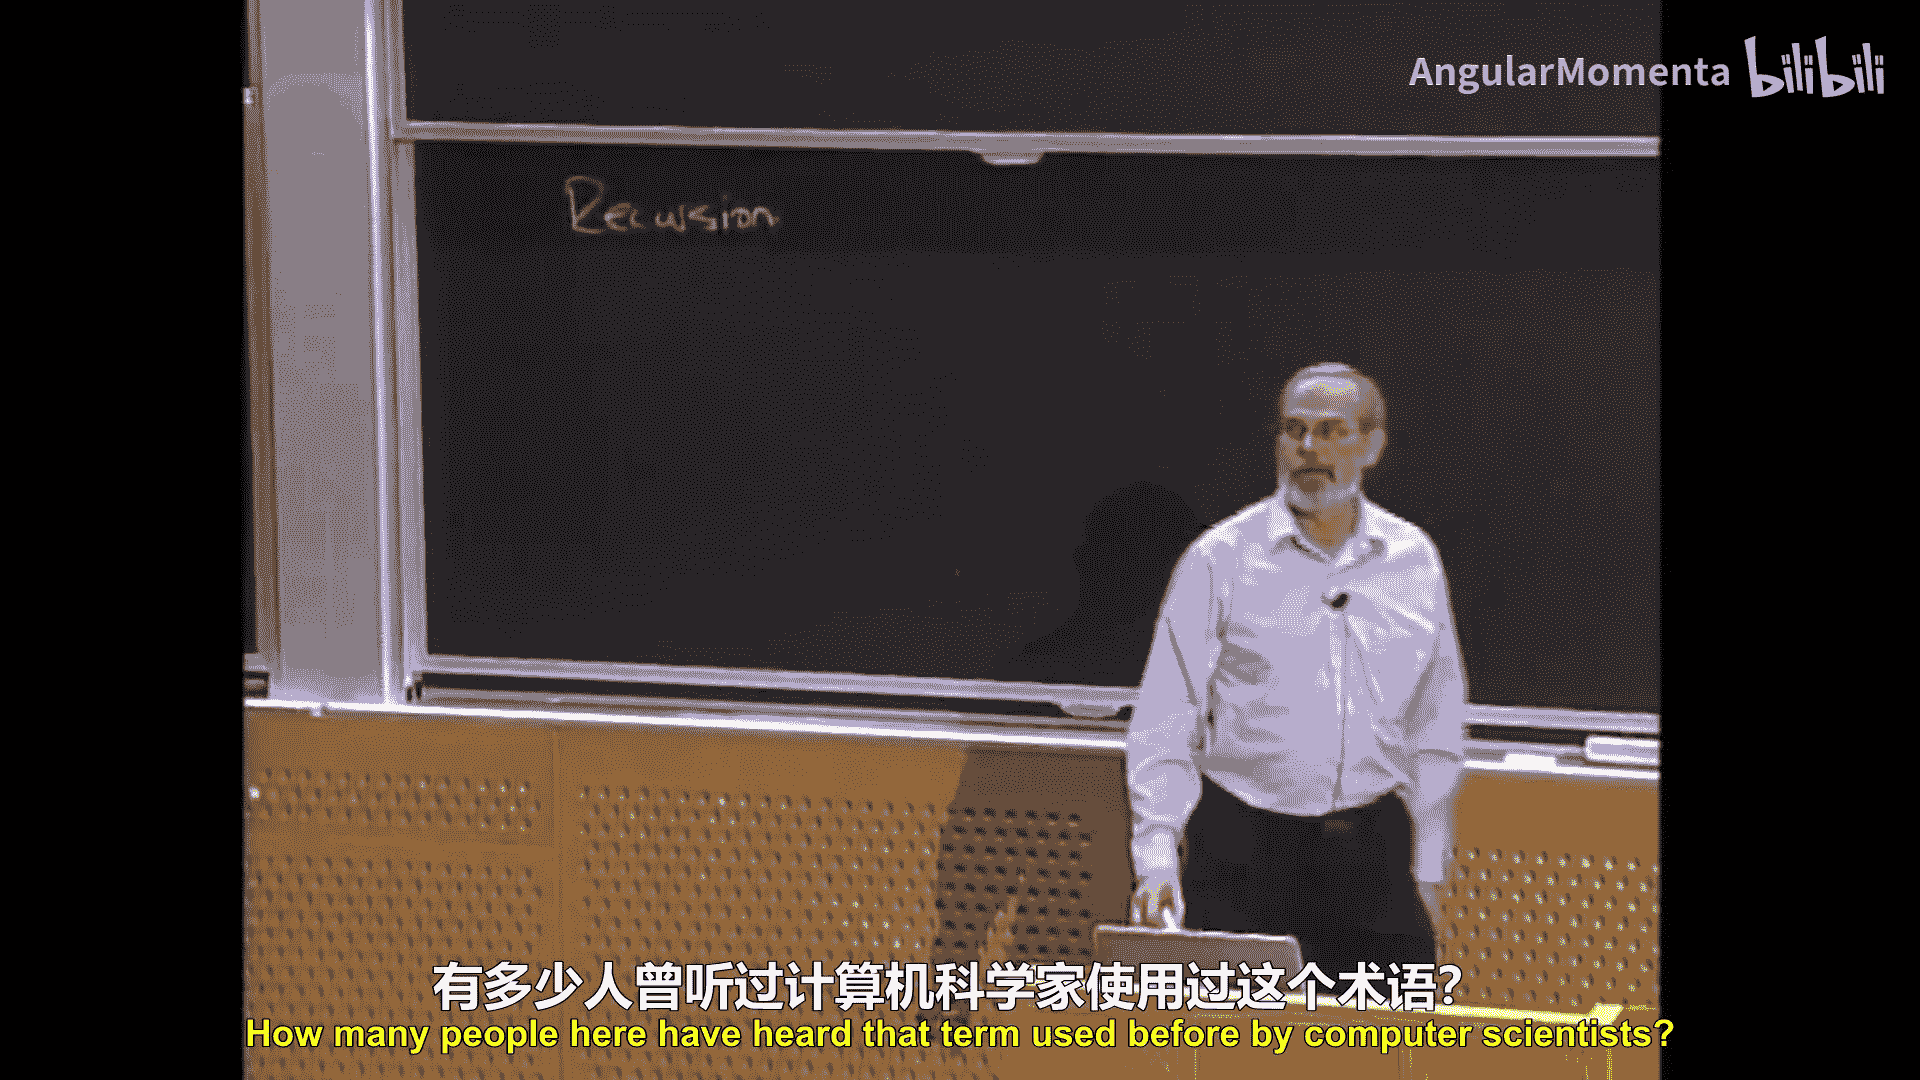 AngularMomenta bilibili
Recursion
有多少人曾听过计算机科学家使用过这个术语?
How many people here have heard that term used before by computer scientists?